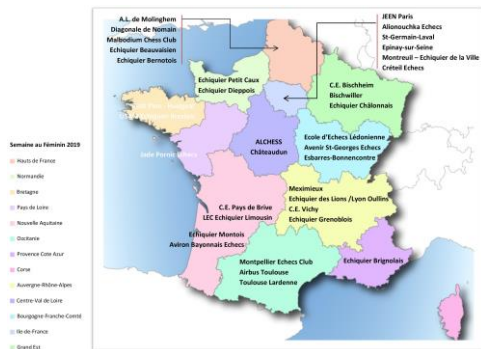 A.L. de Molinghem
Diagonale de Nomain
Malbodium Chess Club
Echiquier Beauvaisien
Echiquier Bernotois
JEEN Paris
Alionouchka Echecs
St-Germain-Laval
Epinay-sur-Seine
Montreuil – Echiquier de la Ville
Créteil Echecs
Echiquier Petit Caux
Echiquier Dieppois
C.E. Bischheim
Bischwiller
Echiquier Châlonnais
ALCHESS
Châteaudun
Ecole d'Echecs Lédonienne
Avenir St-Georges Echecs
Esbarres-Bonnencontre
Jade Pornic Echecs
C.E. Pays de Brive
LEC Echiquier Limousin
Echiquier Montois
Aviron Bayonnais Echecs
Meximieux
Echiquier des Lions /Lyon Oullins
C.E. Vichy
Echiquier Grenoblois
Montpellier Echecs Club
Airbus Toulouse
Toulouse Lardenne
Echiquier Brignolais
Semaine au Féminin 2019
Hauts de France
Normandie
Bretagne
Pays de Loire
Nouvelle Aquitaine
Occitanie
Provence Cote Azur
Corse
Auvergne-Rhône-Alpes
Centre-Val de Loire
Bourgogne-Franche-Comté
Ile-de-France
Grand Est